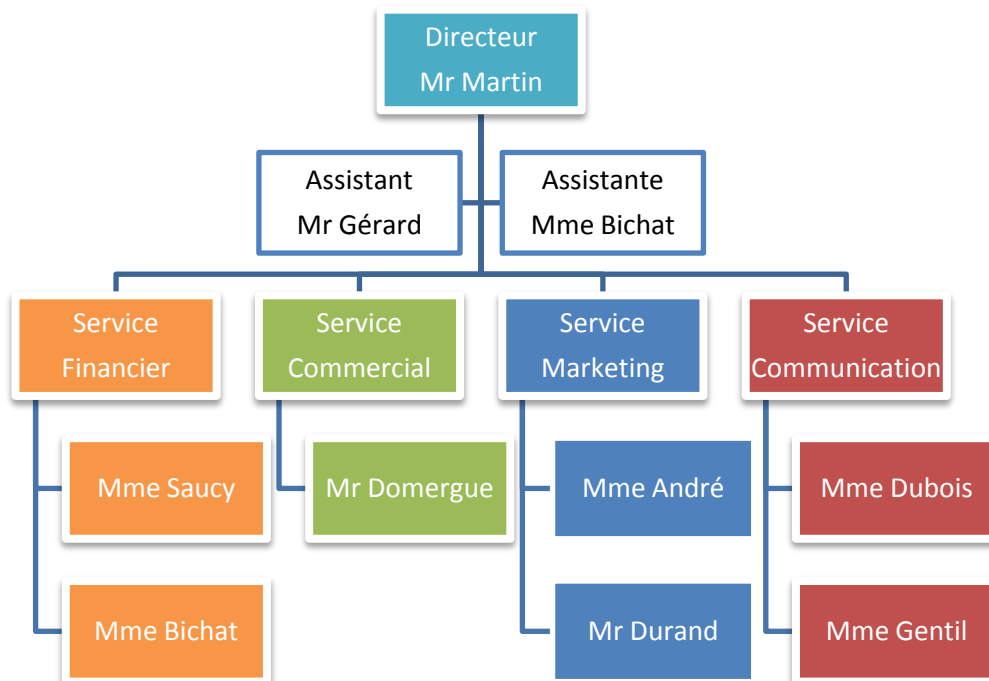 Directeur
Mr Martin
Assistant
Mr Gérard
Assistante
Mme Bichat
Service
Financier
Service
Commercial
Service
Marketing
Service
Communication
Mme Saucy
Mr Domergue
Mme André
Mme Dubois
Mme Bichat
Mr Durand
Mme Gentil